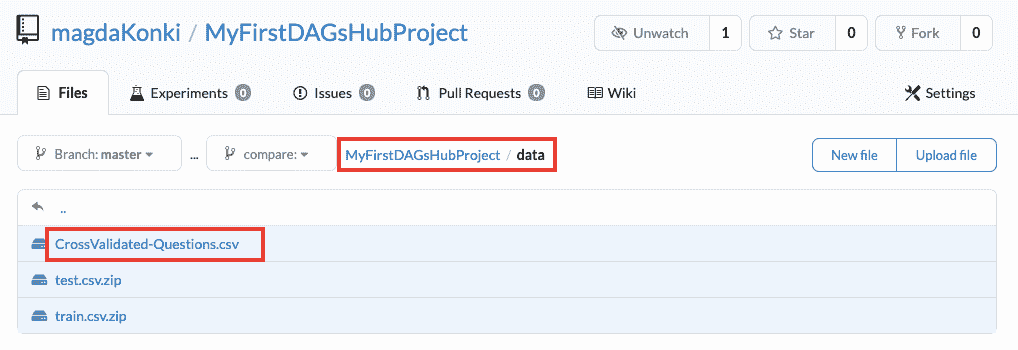 magdaKonki / MyFirstDAGsHubProject Unwatch 1 Star 0 Fork 0
Files Experiments 0 Issues 0 Pull Requests 0 Wiki Settings
Branch: master ... compare: MyFirstDAGsHubProject / data New file Upload file
..
CrossValidated-Questions.csv
test.csv.zip
train.csv.zip